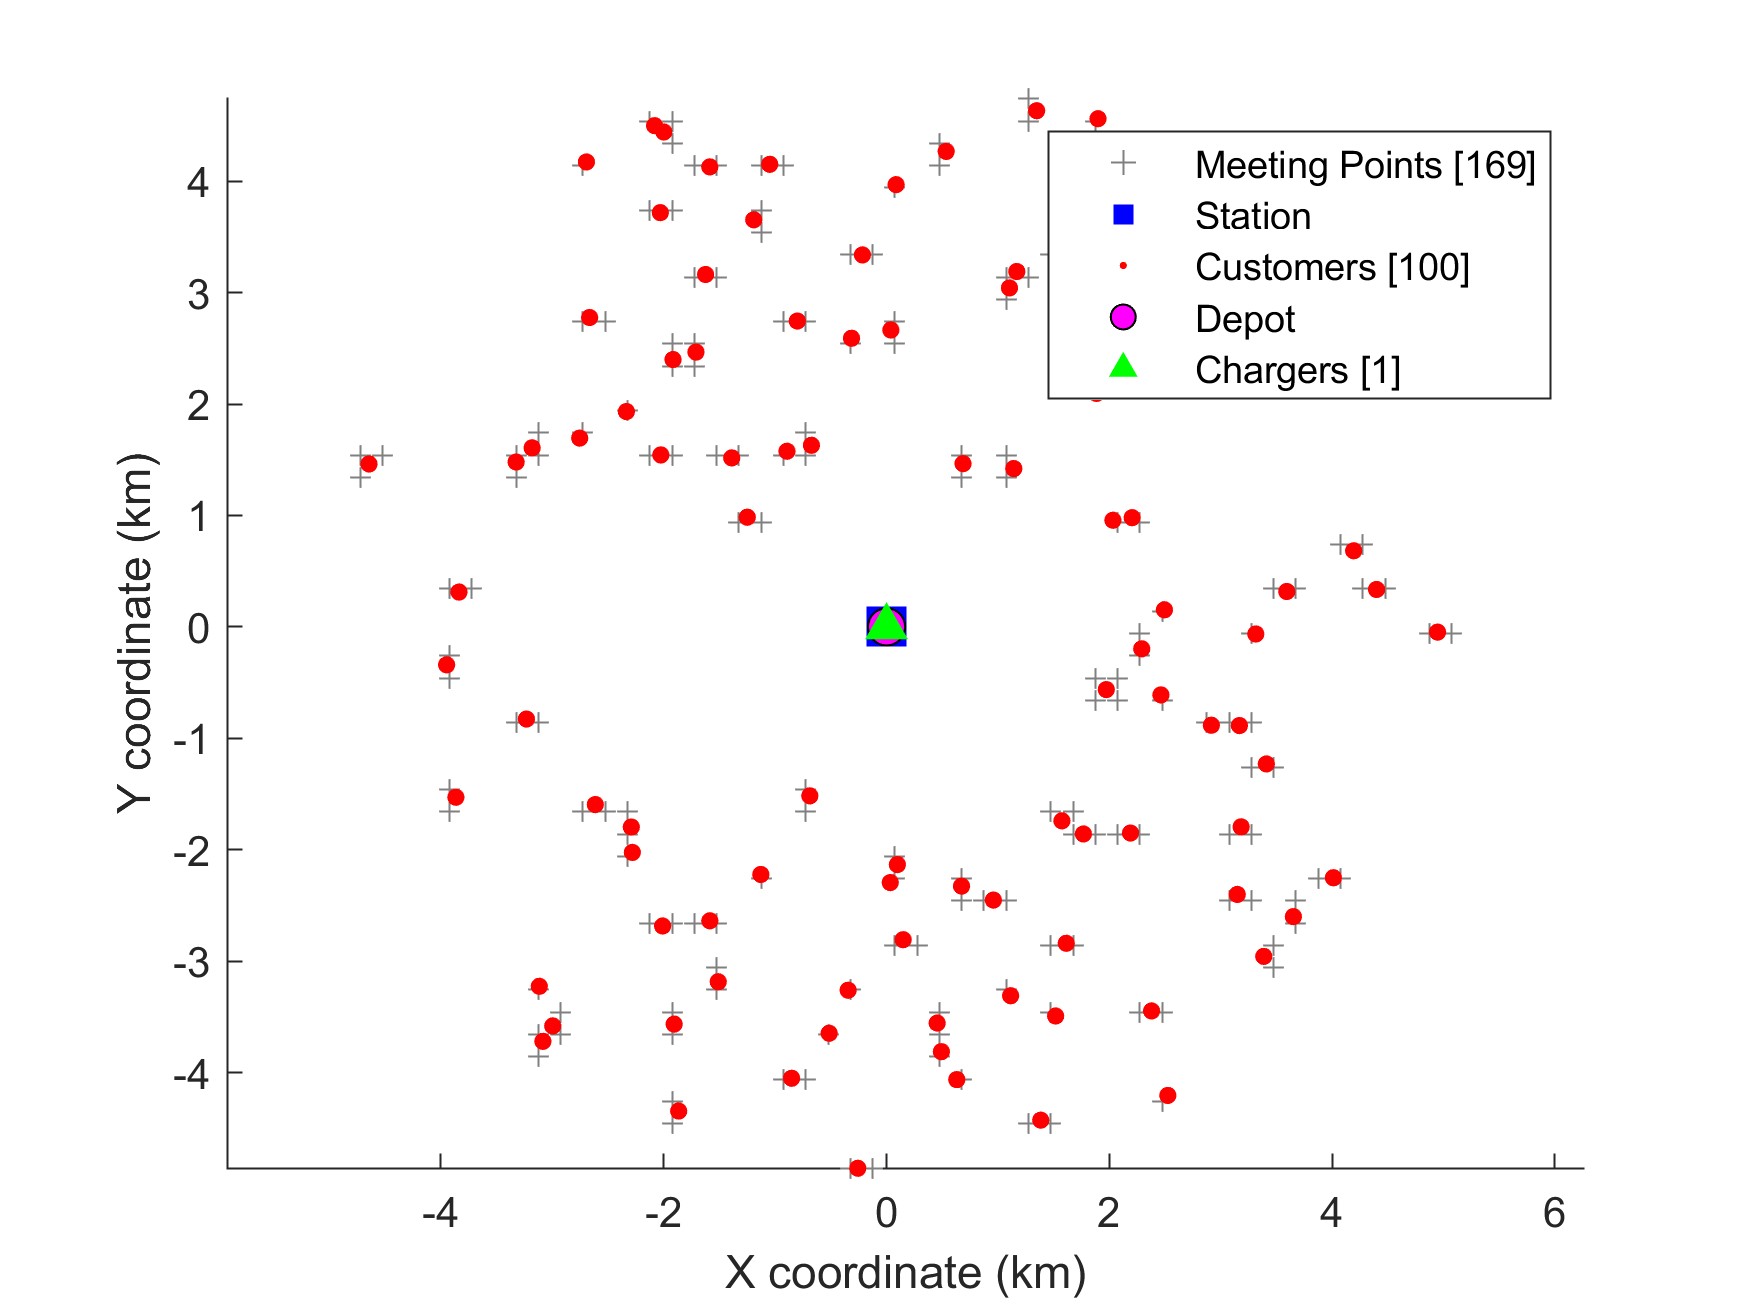 Meeting Points [169]
Station
Customers [100]
Depot
Chargers [1]
4
3
2
1
0
-1
-2
-3
-4
Y coordinate (km)
-4 -2 0 2 4 6
X coordinate (km)